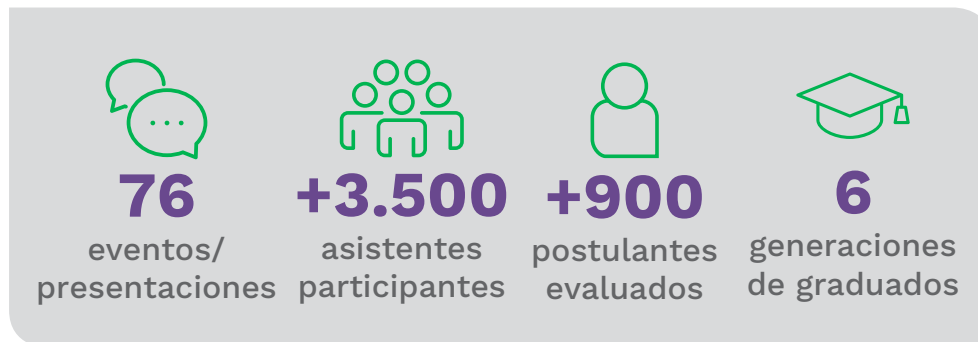 76
eventos/
presentaciones
+3.500
asistentes
participantes
+900
postulantes
evaluados
6
generaciones
de graduados